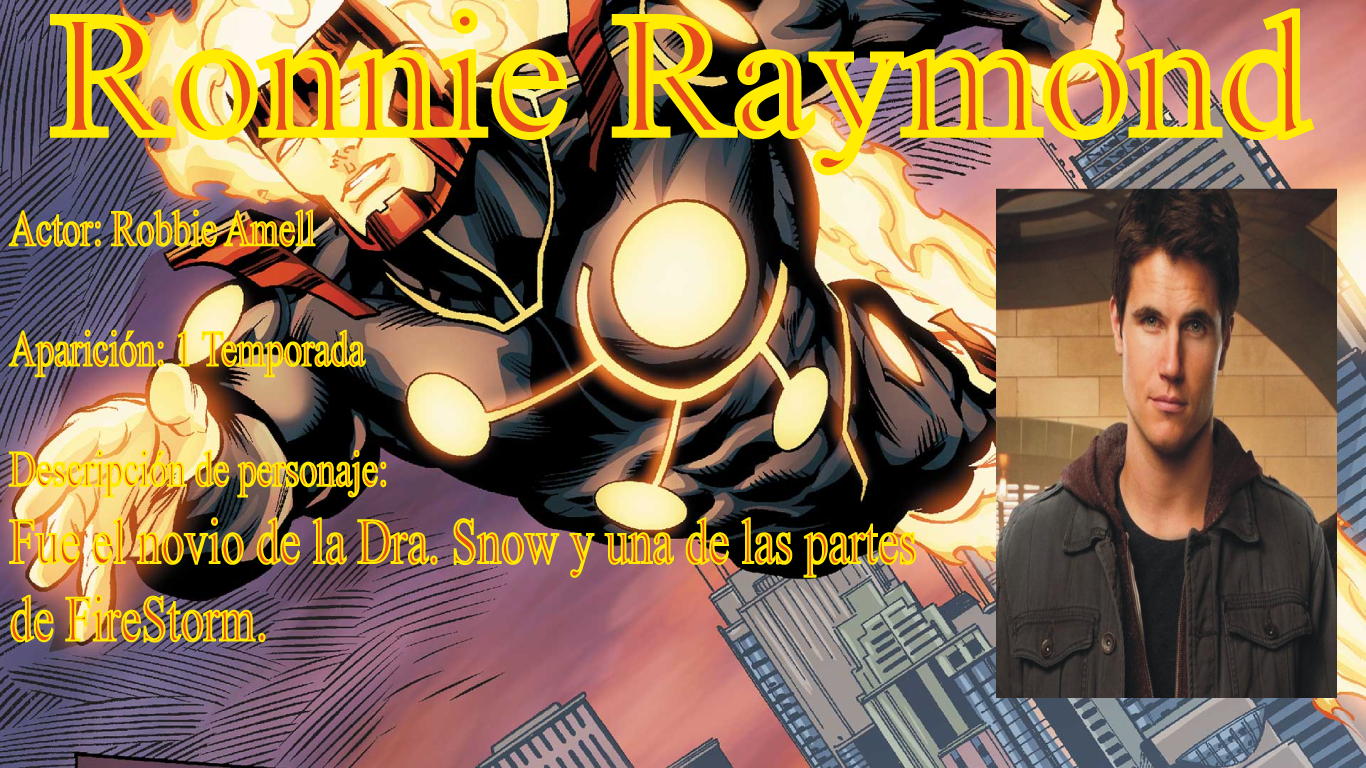 Ronnie Raymond
Actor: Robbie Amell
Aparición: 1 Temporada
Descripción de personaje:
Fue el novio de la Dra. Snow y una de las partes
de FireStorm.